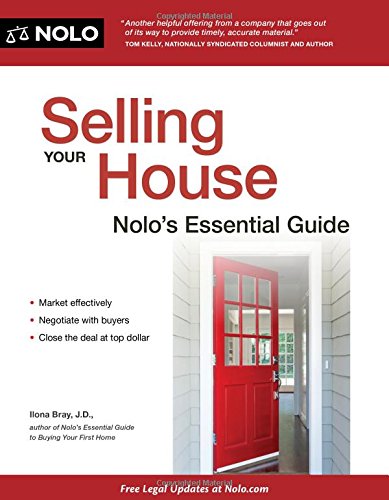 NOLO
"Another helpful offering from a company that goes out
of its way to provide timely, accurate material."
TOM KELLY, NATIONALLY SYNDICATED COLUMNIST AND AUTHOR
Selling
YOUR House
Nolo's Essential Guide
• Market effectively
• Negotiate with buyers
• Close the deal at top dollar
Ilona Bray, J.D.,
author of Nolo's Essential Guide
to Buying Your First Home
Free Legal Updates at Nolo.com